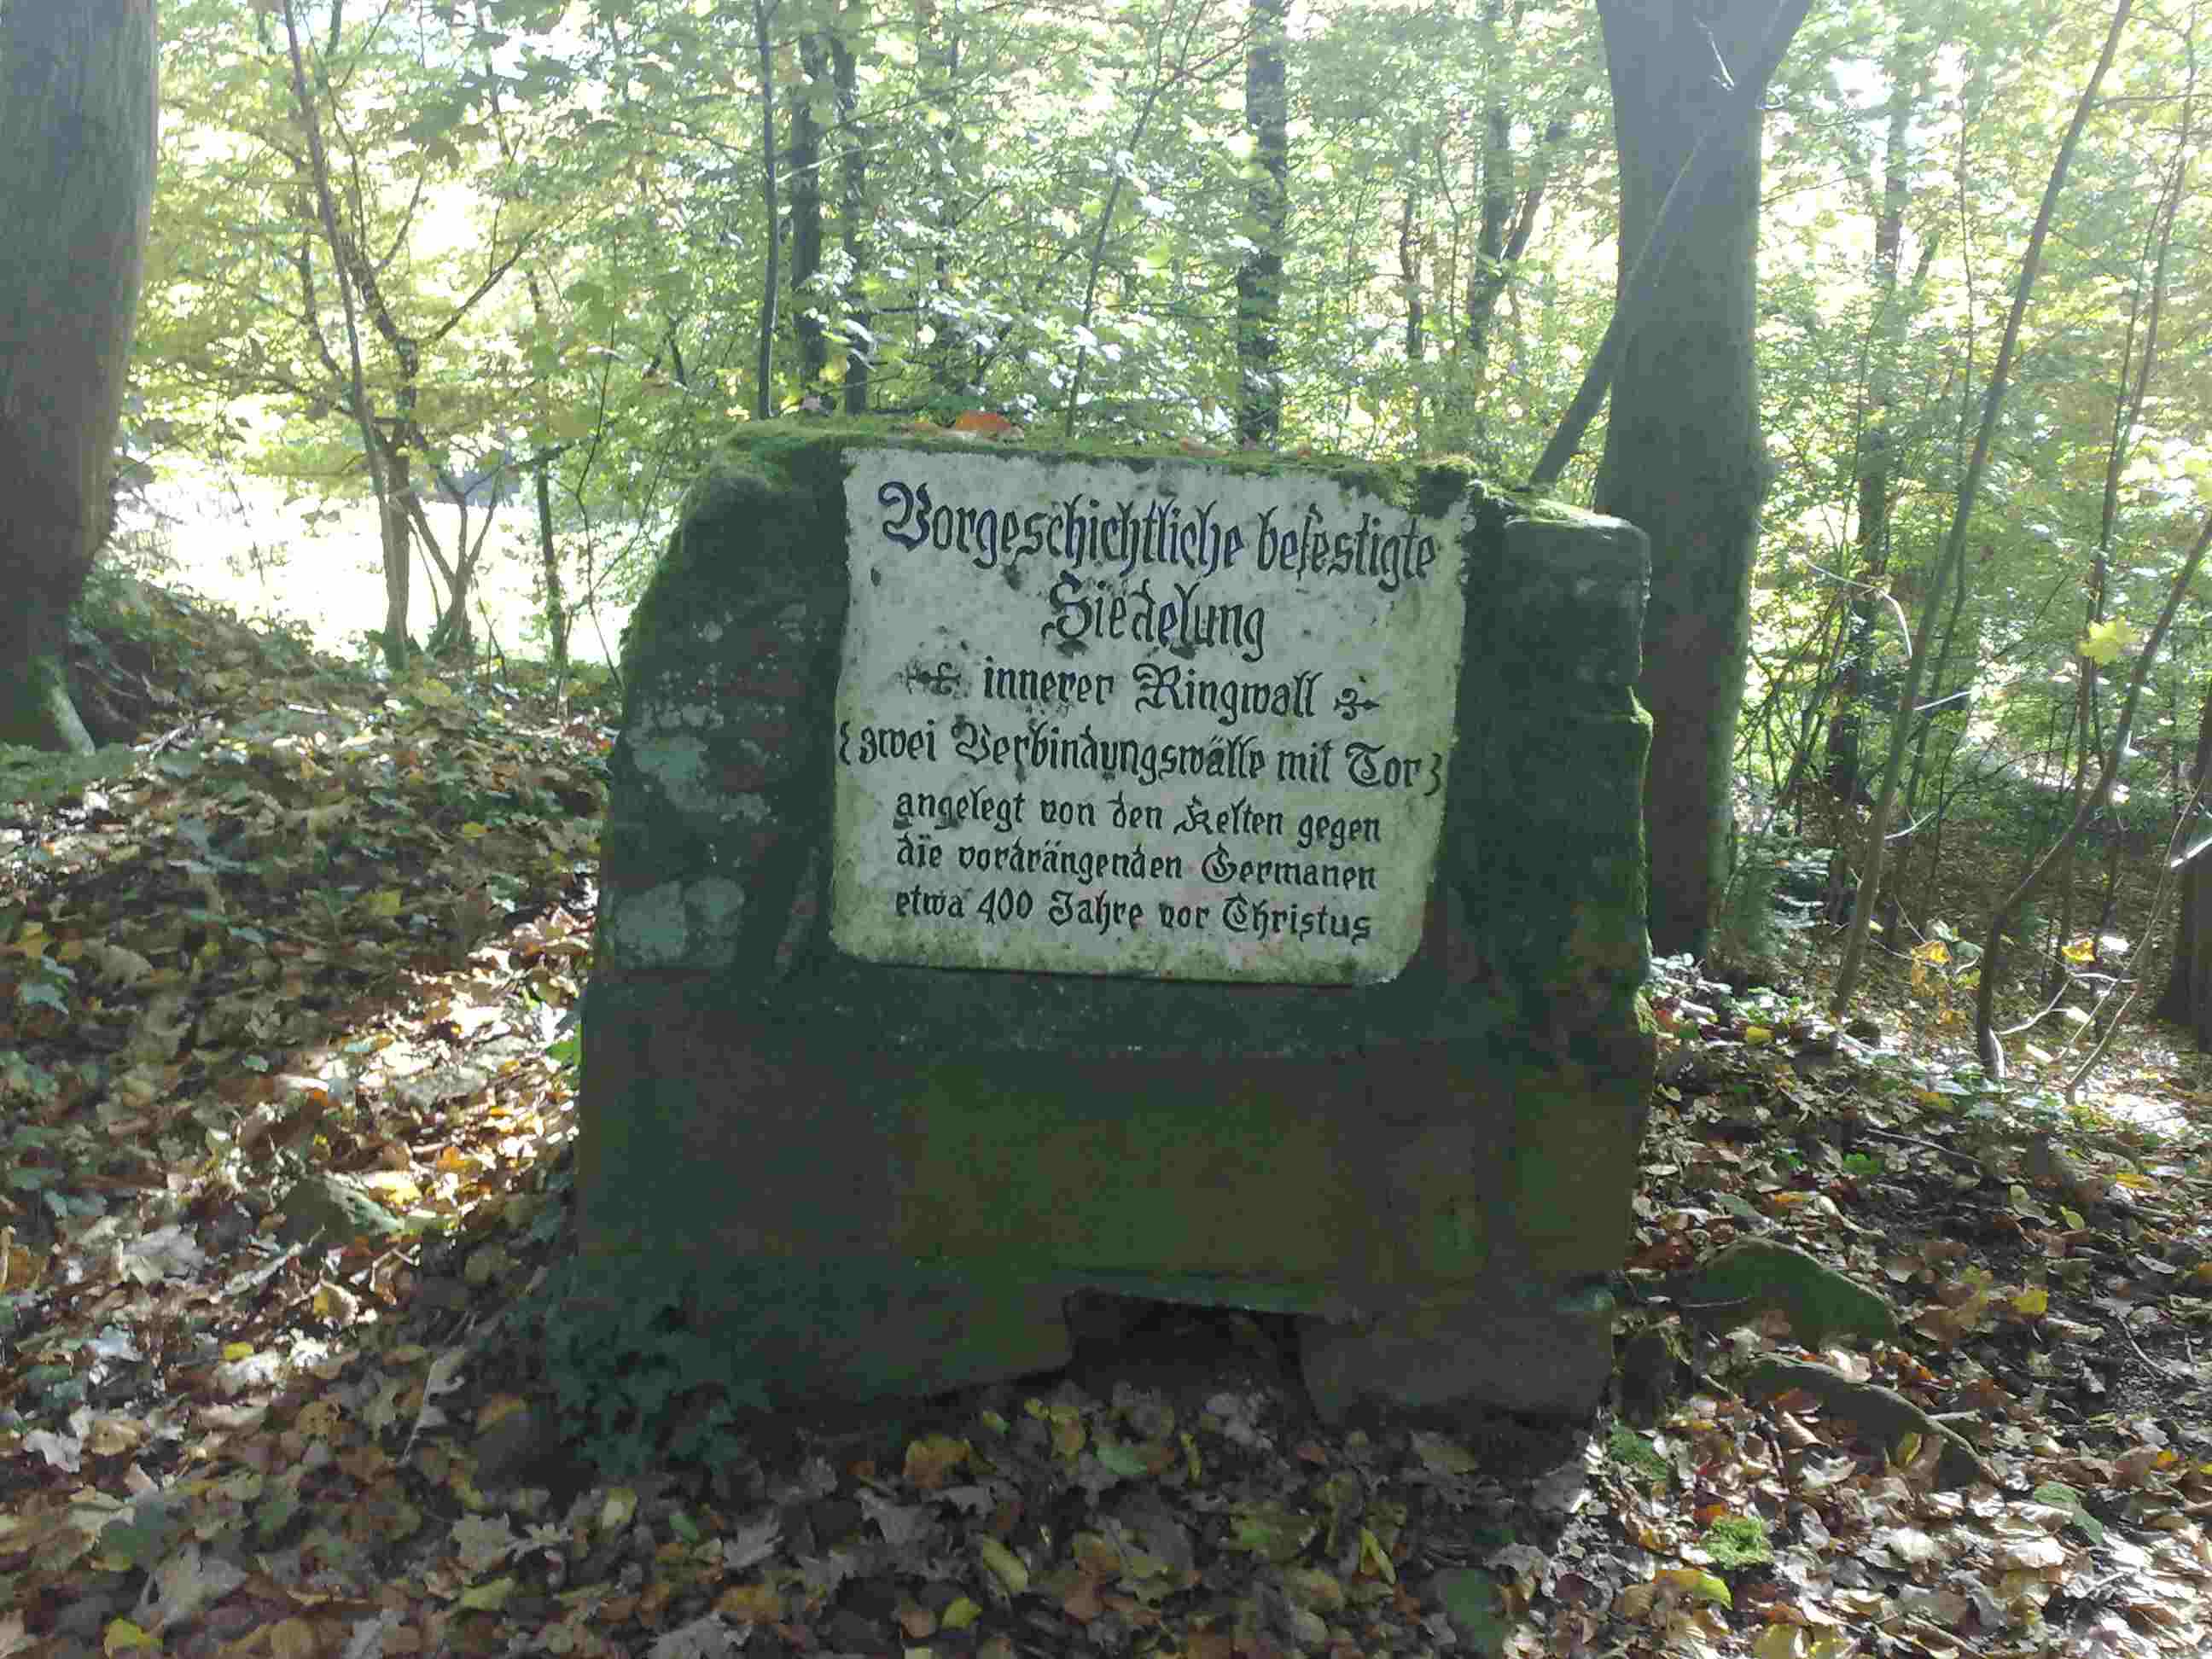 Vorgeschichtliche befestigte
Siedelung
innerer Ringwall
{ zwei Verbindungswälle mit Tor }
angelegt von den Kelten gegen
die vordrängenden Germanen
etwa 400 Jahre vor Christus